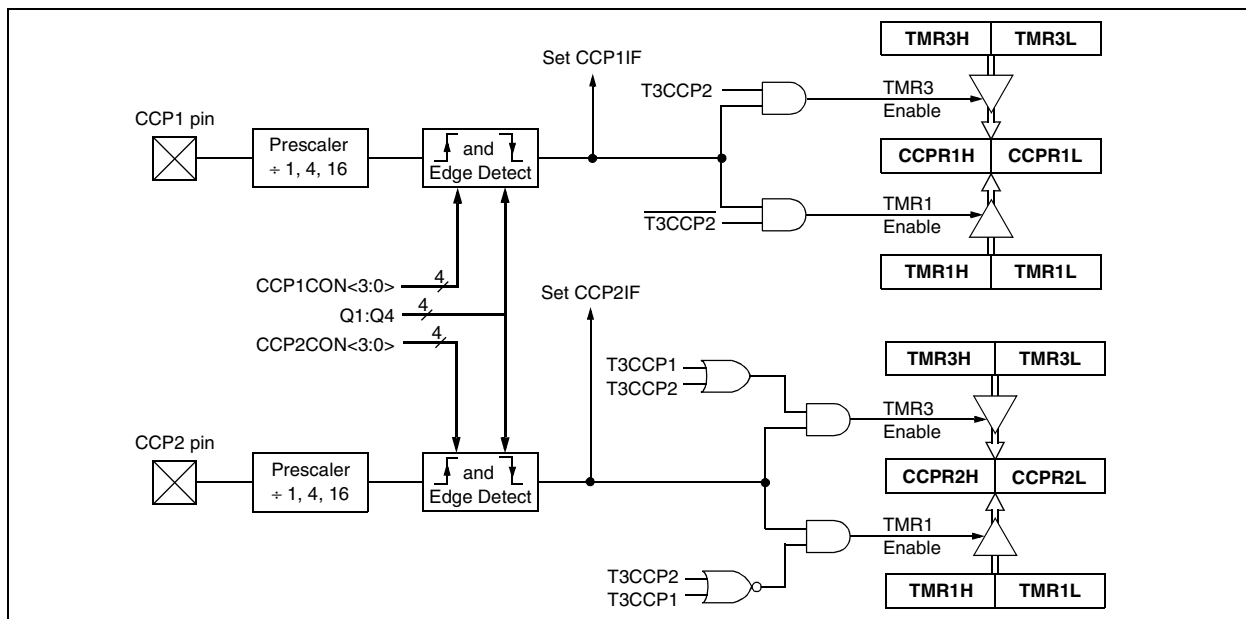 TMR3H TMR3L
Set CCP1IF
T3CCP2
TMR3
Enable
CCP1 pin
Prescaler
÷ 1, 4, 16
and
Edge Detect
CCPR1H CCPR1L
T3CCP2
TMR1
Enable
TMR1H TMR1L
CCP1CON<3:0> 4
Q1:Q4 4
CCP2CON<3:0> 4
Set CCP2IF
TMR3H TMR3L
T3CCP1
T3CCP2
TMR3
Enable
CCP2 pin
Prescaler
÷ 1, 4, 16
and
Edge Detect
CCPR2H CCPR2L
TMR1
Enable
T3CCP2
T3CCP1
TMR1H TMR1L